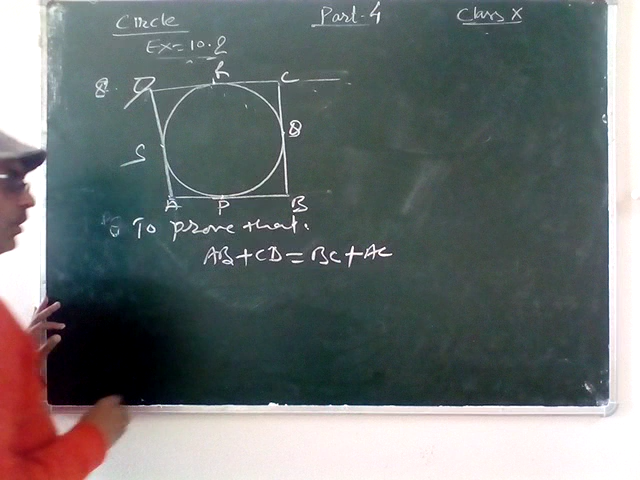 Circle Part-4 Class X
Ex=10.2
8. D R C
S Q
A P B
To prove that.
AB+CD=BC+AC